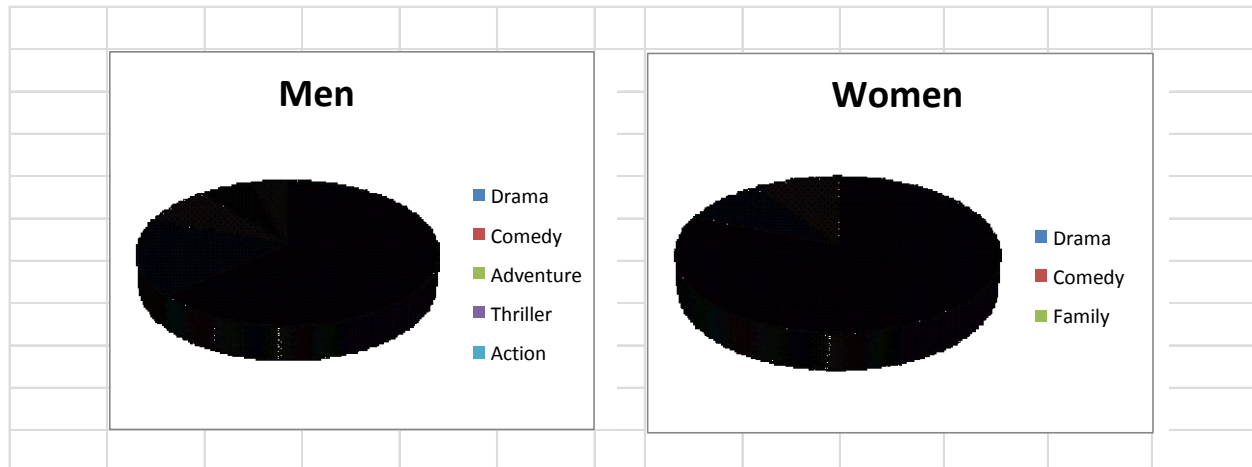 Men
Drama
Comedy
Adventure
Thriller
Action
Women
Drama
Comedy
Family